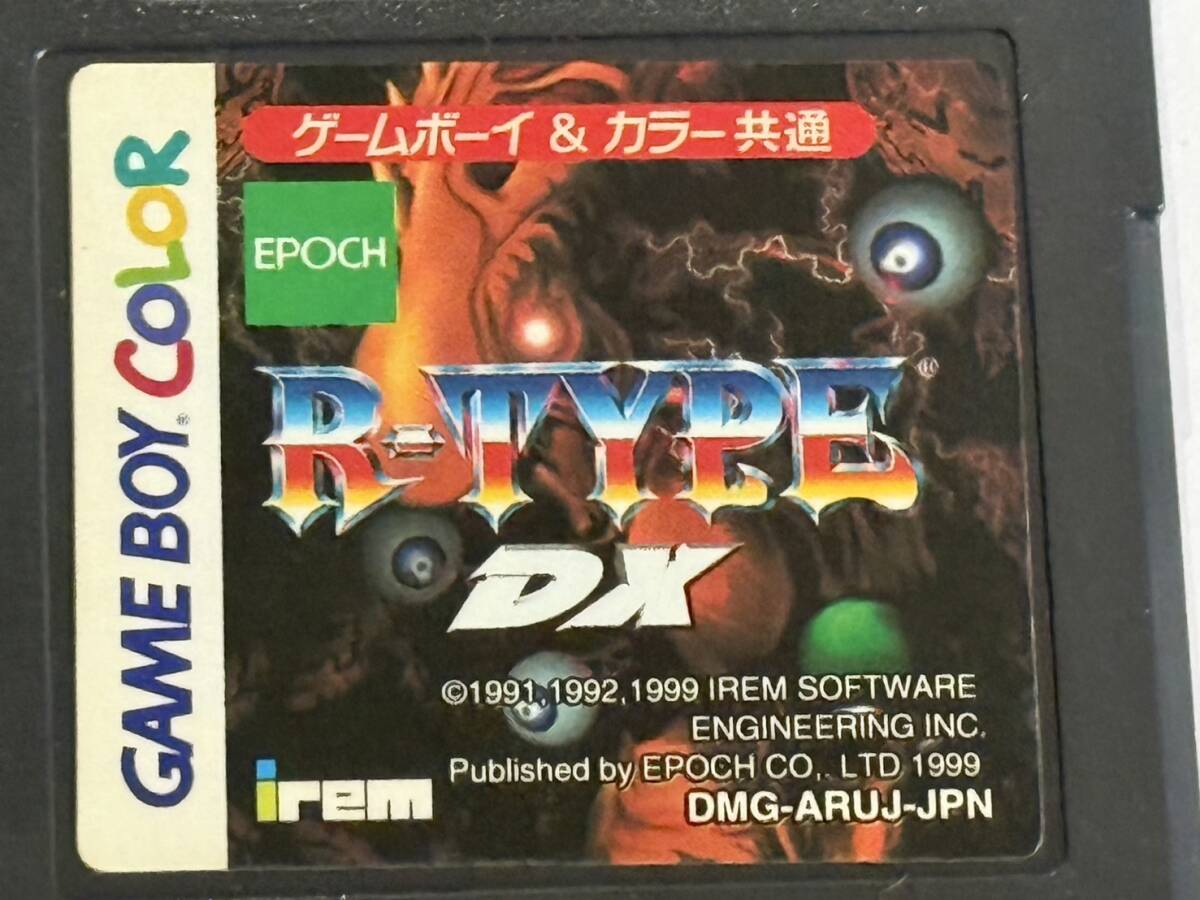 GAME BOY COLOR
ゲームボーイ & カラー共通
EPOCH
R-TYPE®
DX
©1991,1992,1999 IREM SOFTWARE
ENGINEERING INC.
Published by EPOCH CO,. LTD 1999
DMG-ARUJ-JPN
irem